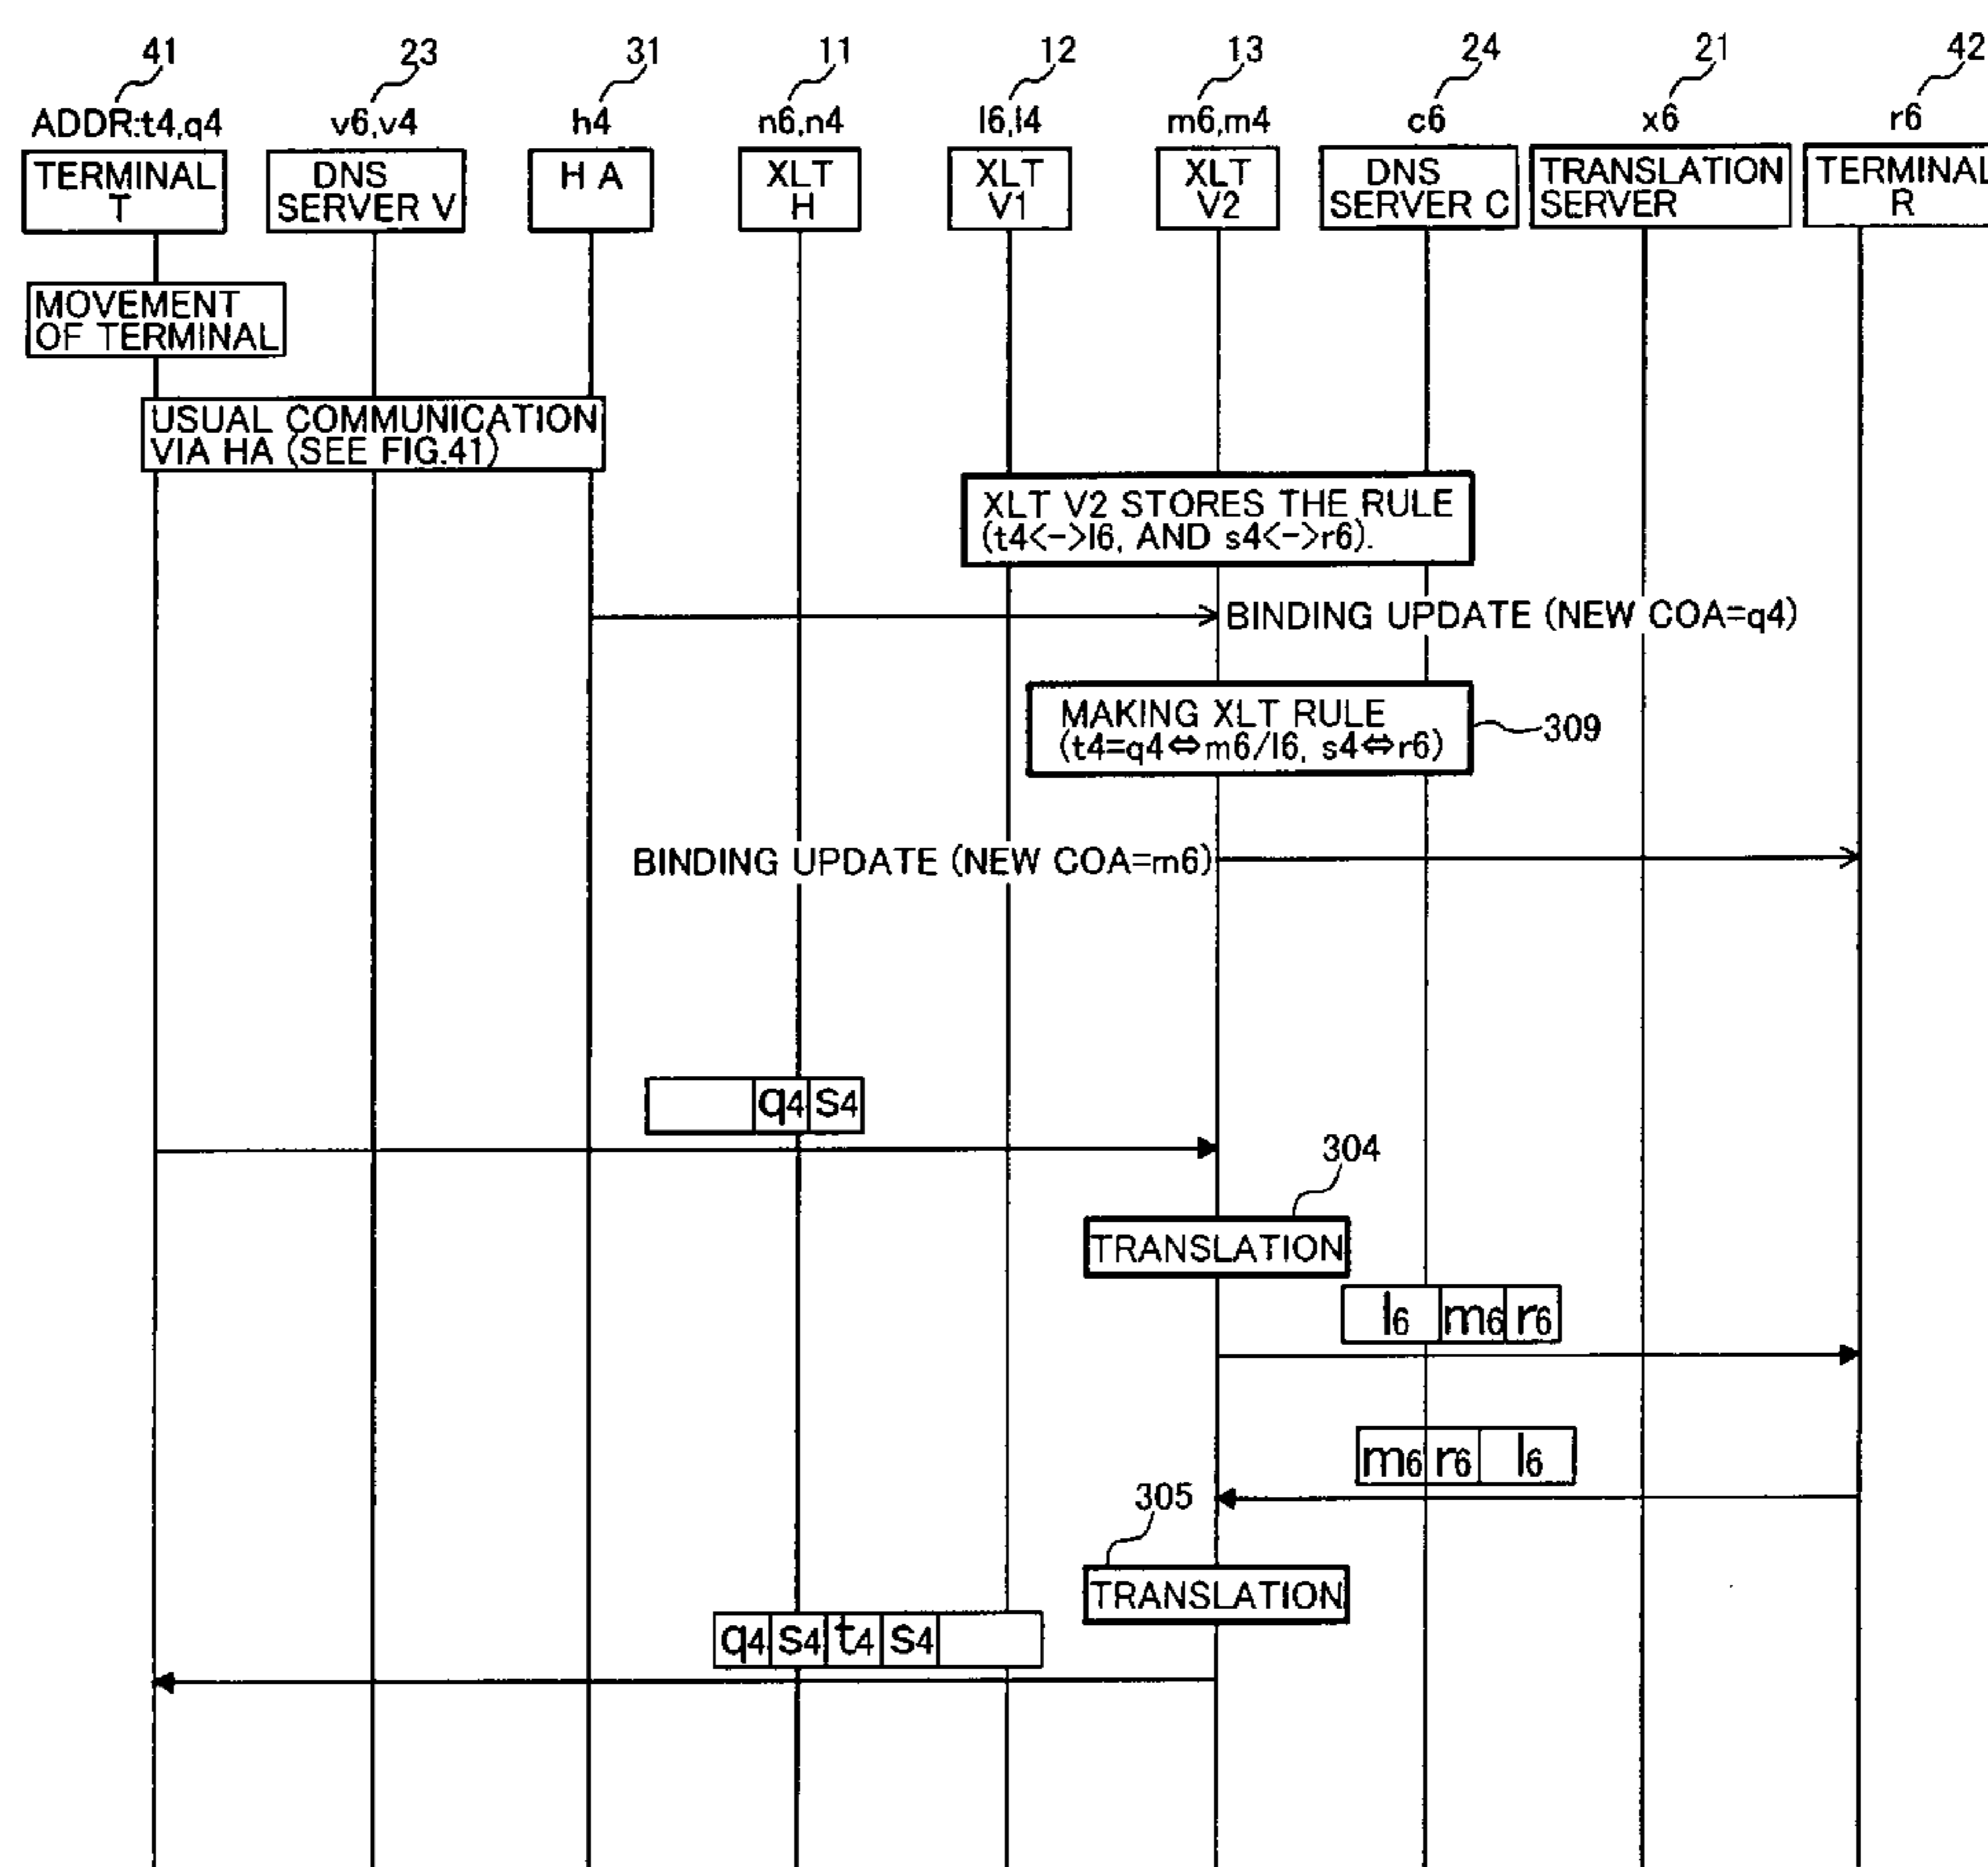 41
23
31
11
12
13
24
21
42
ADDR:t4,q4
v6,v4
h4
n6,n4
l6,l4
m6,m4
c6
x6
r6
TERMINAL
T
DNS
SERVER V
H A
XLT
H
XLT
V1
XLT
V2
DNS
SERVER C
TRANSLATION
SERVER
TERMINAL
R
MOVEMENT
OF TERMINAL
USUAL COMMUNICATION
VIA HA (SEE FIG.41)
XLT V2 STORES THE RULE
(t4<->l6, AND s4<->r6).
BINDING UPDATE (NEW COA=q4)
MAKING XLT RULE
(t4=q4⇔m6/l6, s4⇔r6)
309
BINDING UPDATE (NEW COA=m6)
q4 s4
304
TRANSLATION
l6 m6 r6
m6 r6 l6
305
TRANSLATION
q4 s4 t4 s4